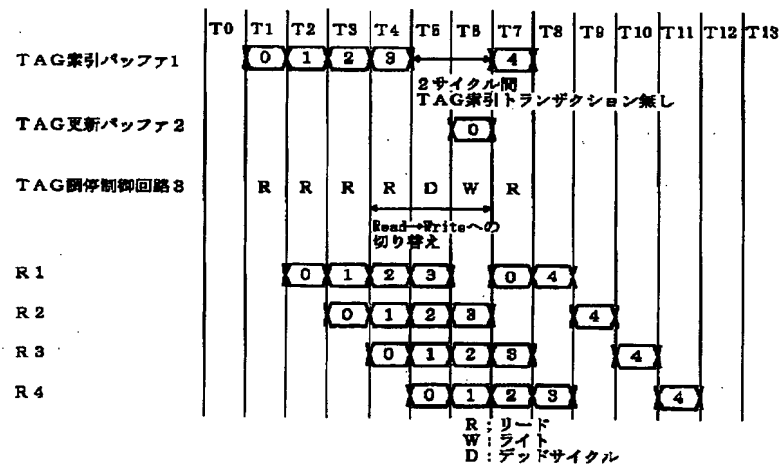 T0 T1 T2 T3 T4 T5 T6 T7 T8 T9 T10 T11 T12 T13
TAG索引バッファ1 0 1 2 3 4
2サイクル間
TAG索引トランザクション無し
TAG更新バッファ2 0
TAG調停制御回路3 R R R R D W R
Read→Writeへの
切り替え
R1 0 1 2 3 0 4
R2 0 1 2 3 4
R3 0 1 2 3 4
R4 0 1 2 3 4
R:リード
W:ライト
D:デッドサイクル